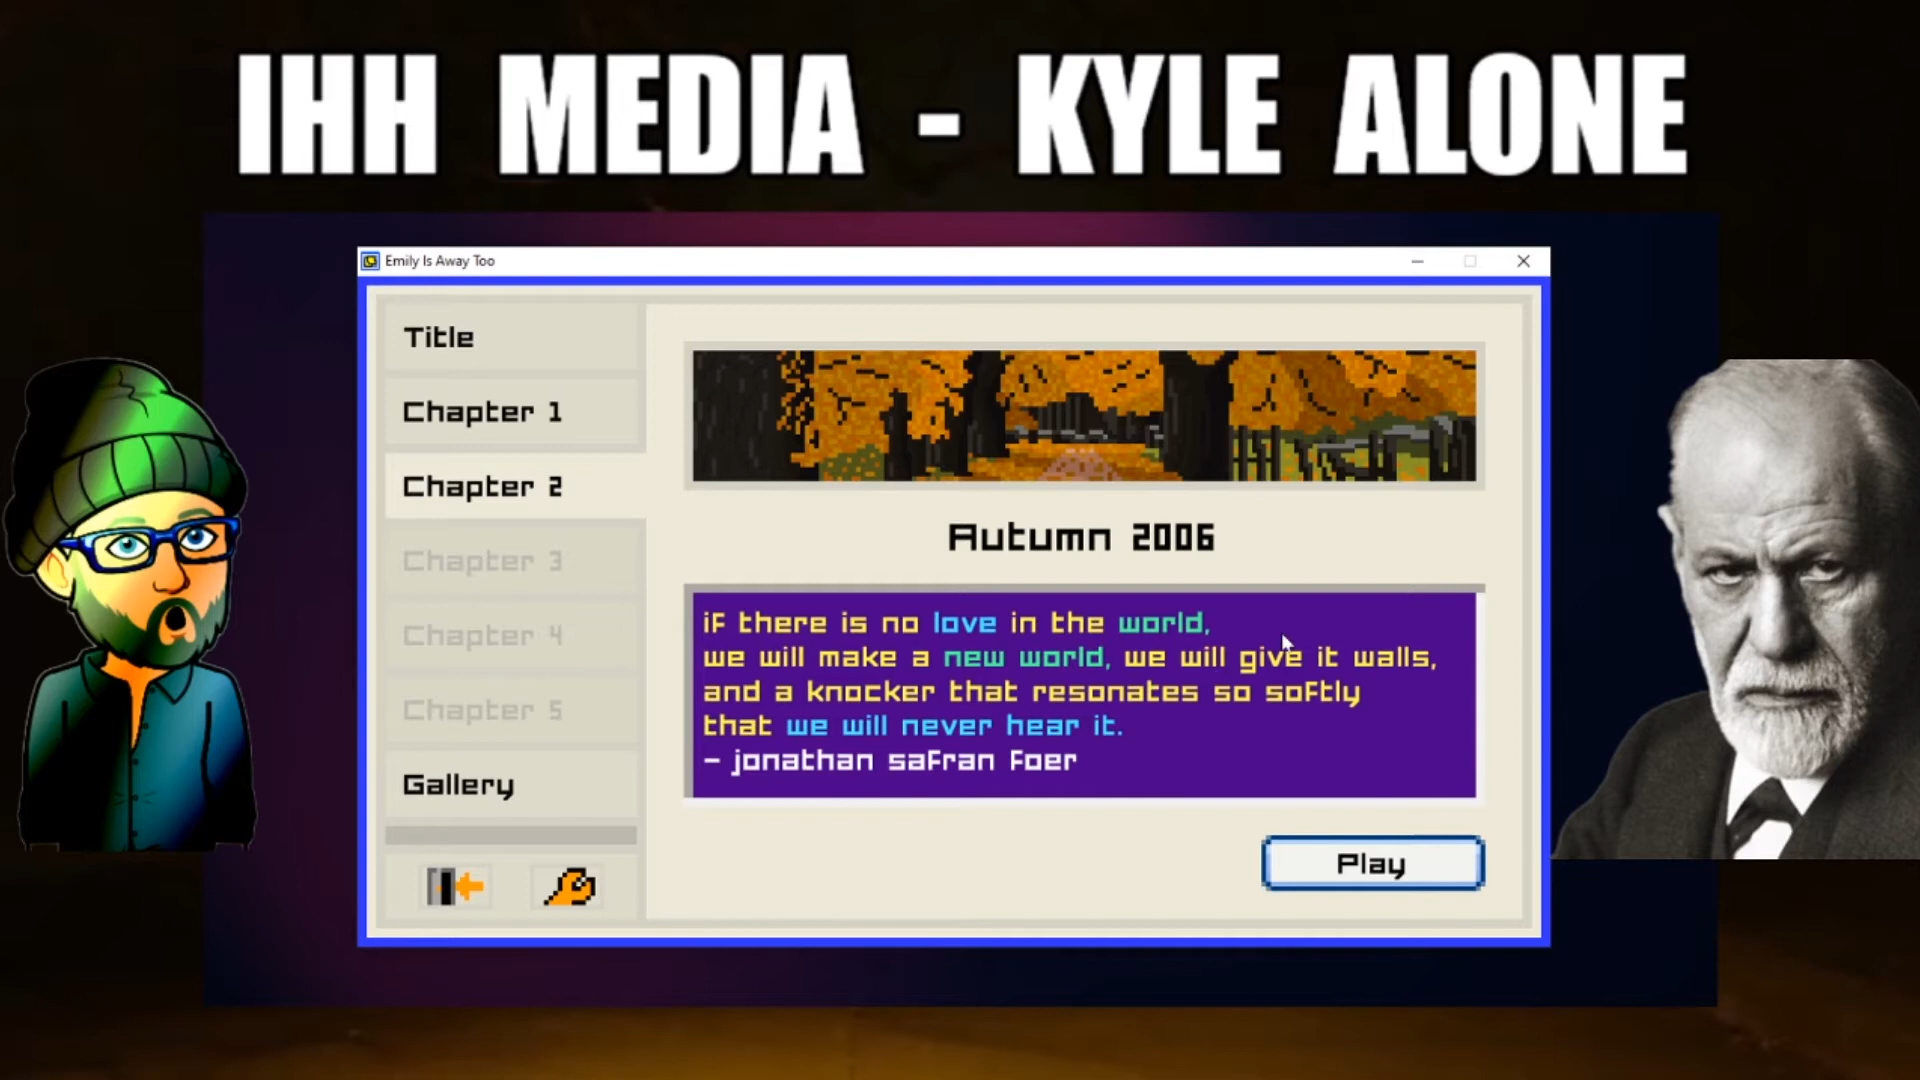 IHH MEDIA - KYLE ALONE
Emily Is Away Too
Title
Chapter 1
Chapter 2
Chapter 3
Chapter 4
Chapter 5
Gallery
Autumn 2006
if there is no love in the world,
we will make a new world, we will give it walls,
and a knocker that resonates so softly
that we will never hear it.
- jonathan safran foer
Play